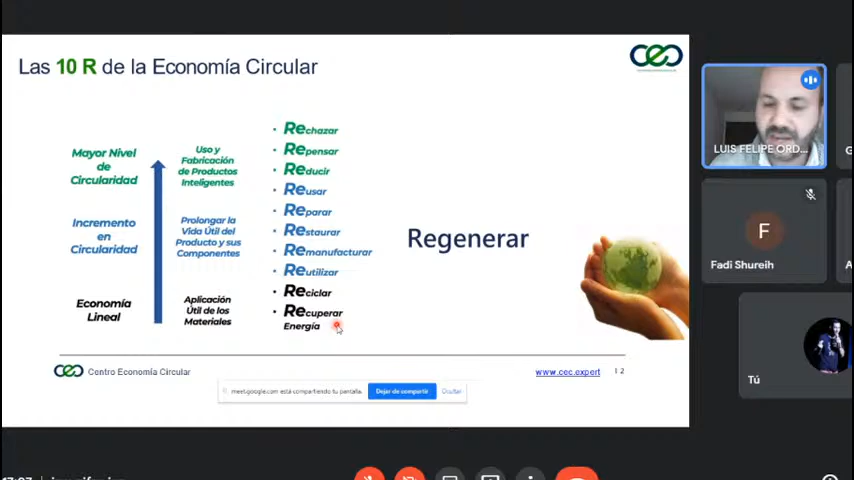 Las 10 R de la Economía Circular
CEC
Mayor Nivel
de
Circularidad
Incremento
en
Circularidad
Economía
Lineal
Uso y
Fabricación
de Productos
Inteligentes
Prolongar la
Vida Útil del
Producto y sus
Componentes
Aplicación
Útil de los
Materiales
• Rechazar
• Repensar
• Reducir
• Reusar
• Reparar
• Restaurar
• Remanufacturar
• Reutilizar
• Reciclar
• Recuperar
Energía
Regenerar
CEC Centro Economía Circular
www.cec.expert
12
meet.google.com está compartiendo tu pantalla.
Dejar de compartir
Ocultar
LUIS FELIPE ORD...
F
Fadi Shureih
Tú